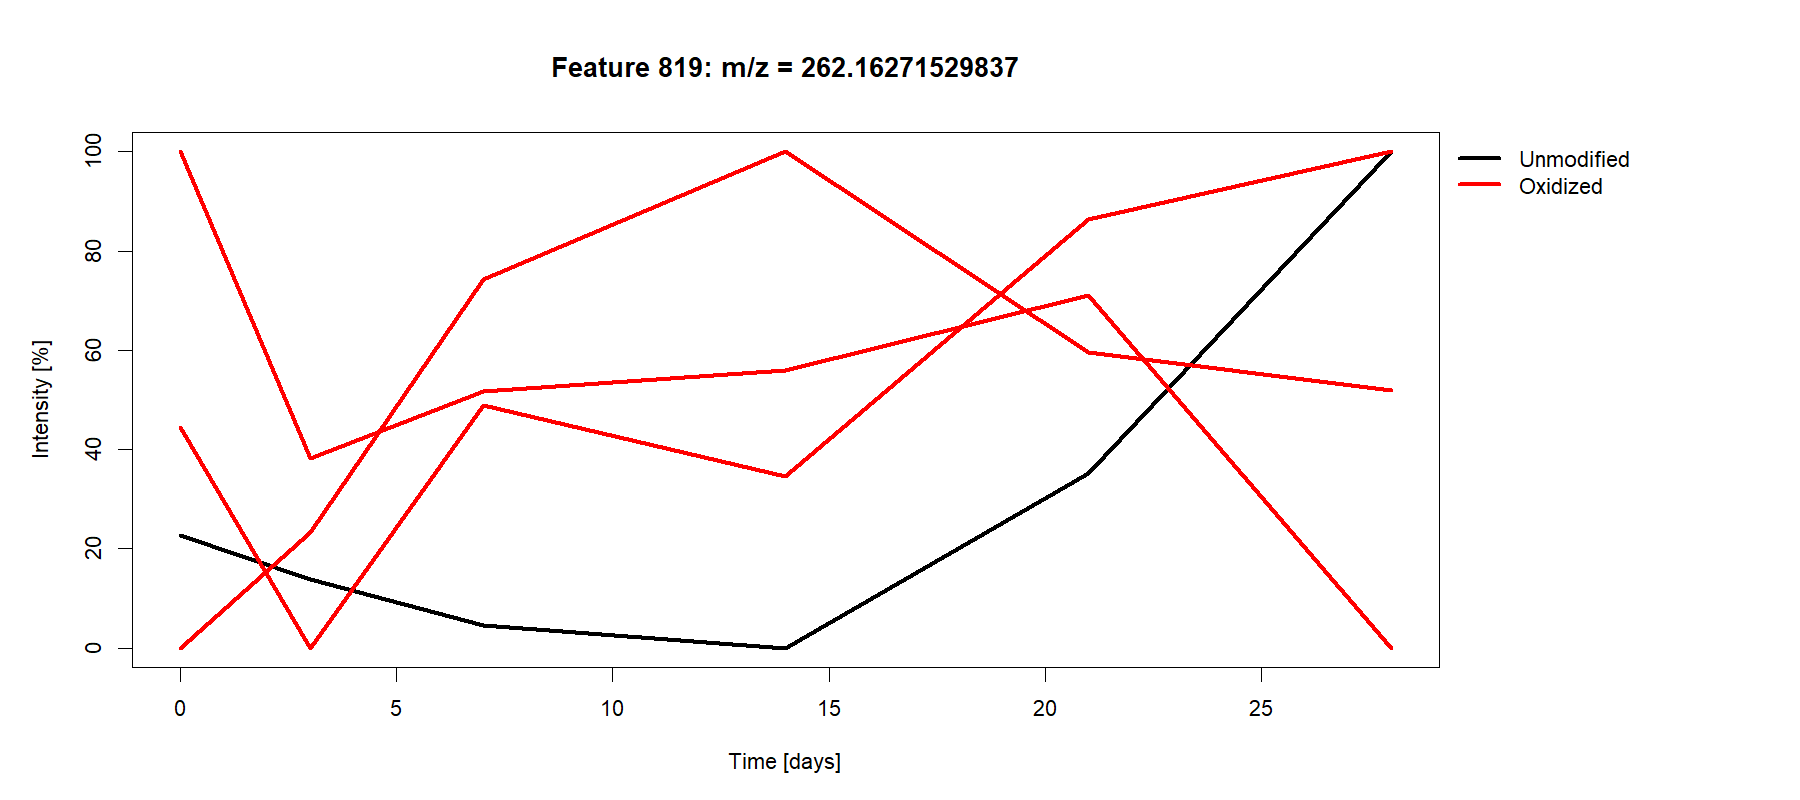 Feature 819: m/z = 262.16271529837
Unmodified
Oxidized
Intensity [%]
100
80
60
40
20
0
0 5 10 15 20 25
Time [days]